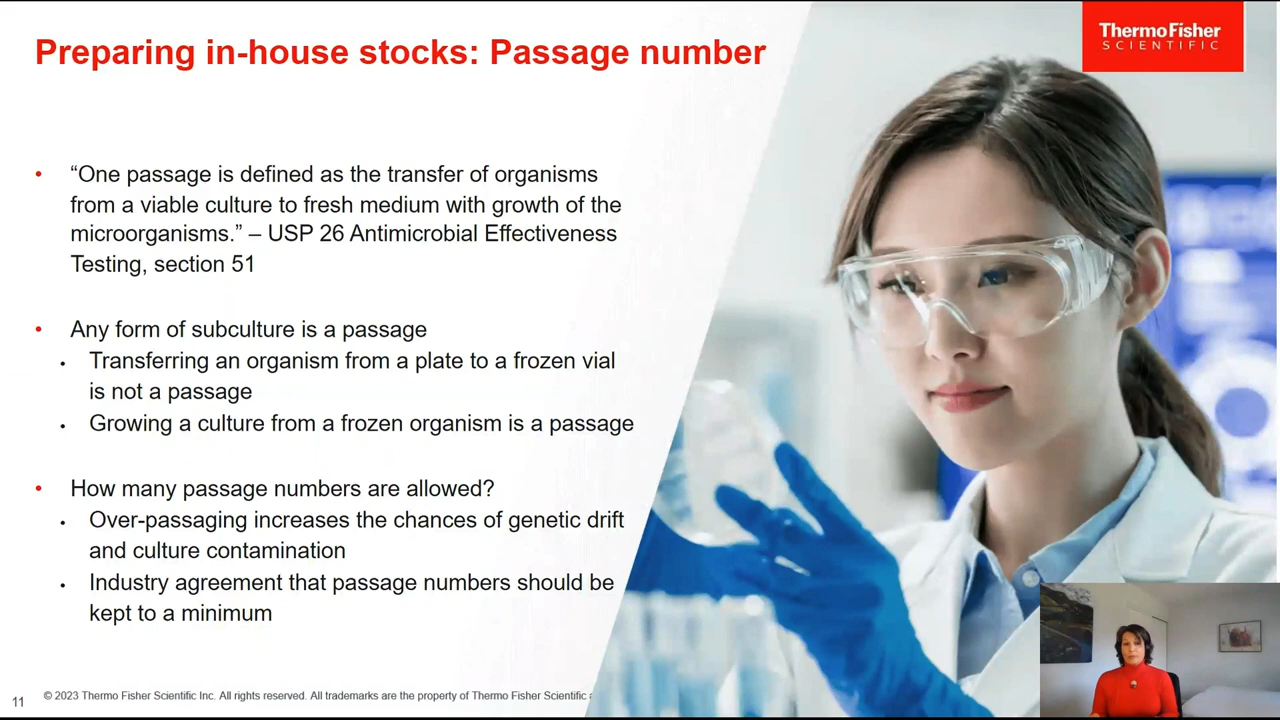 Preparing in-house stocks: Passage number
ThermoFisher
SCIENTIFIC
• “One passage is defined as the transfer of organisms
from a viable culture to fresh medium with growth of the
microorganisms.” – USP 26 Antimicrobial Effectiveness
Testing, section 51
• Any form of subculture is a passage
• Transferring an organism from a plate to a frozen vial
is not a passage
• Growing a culture from a frozen organism is a passage
• How many passage numbers are allowed?
• Over-passaging increases the chances of genetic drift
and culture contamination
• Industry agreement that passage numbers should be
kept to a minimum
11
© 2023 Thermo Fisher Scientific Inc. All rights reserved. All trademarks are the property of Thermo Fisher Scientific